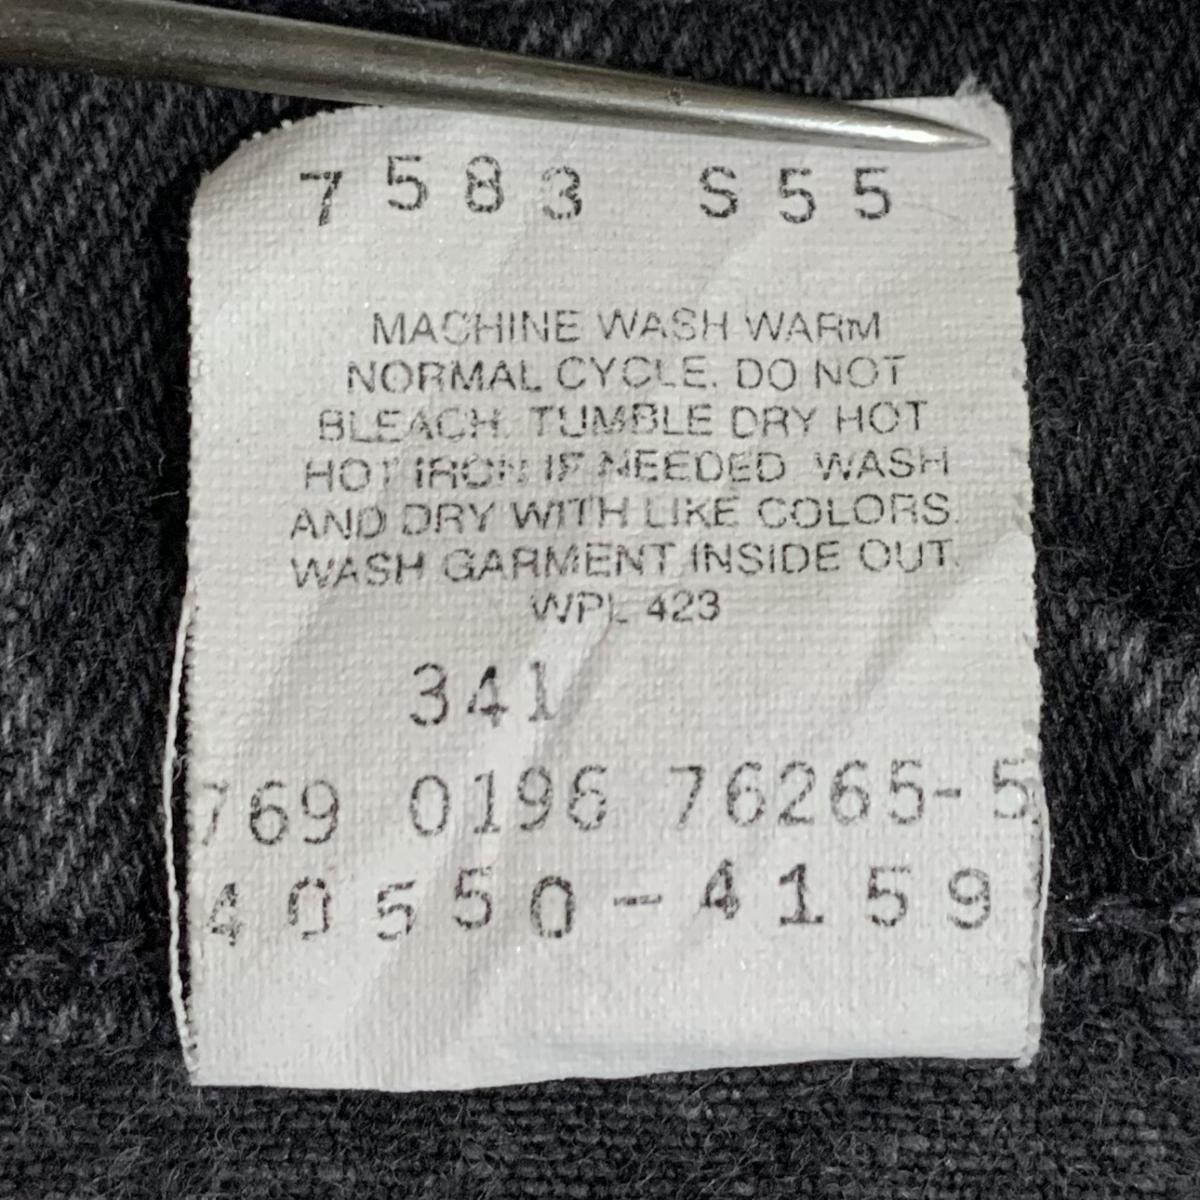 7583 S55
MACHINE WASH WARM
NORMAL CYCLE. DO NOT
BLEACH. TUMBLE DRY HOT
HOT IRON IF NEEDED WASH
AND DRY WITH LIKE COLORS.
WASH GARMENT INSIDE OUT.
WPL 423
341
769 0196 76265-5
40550-4159